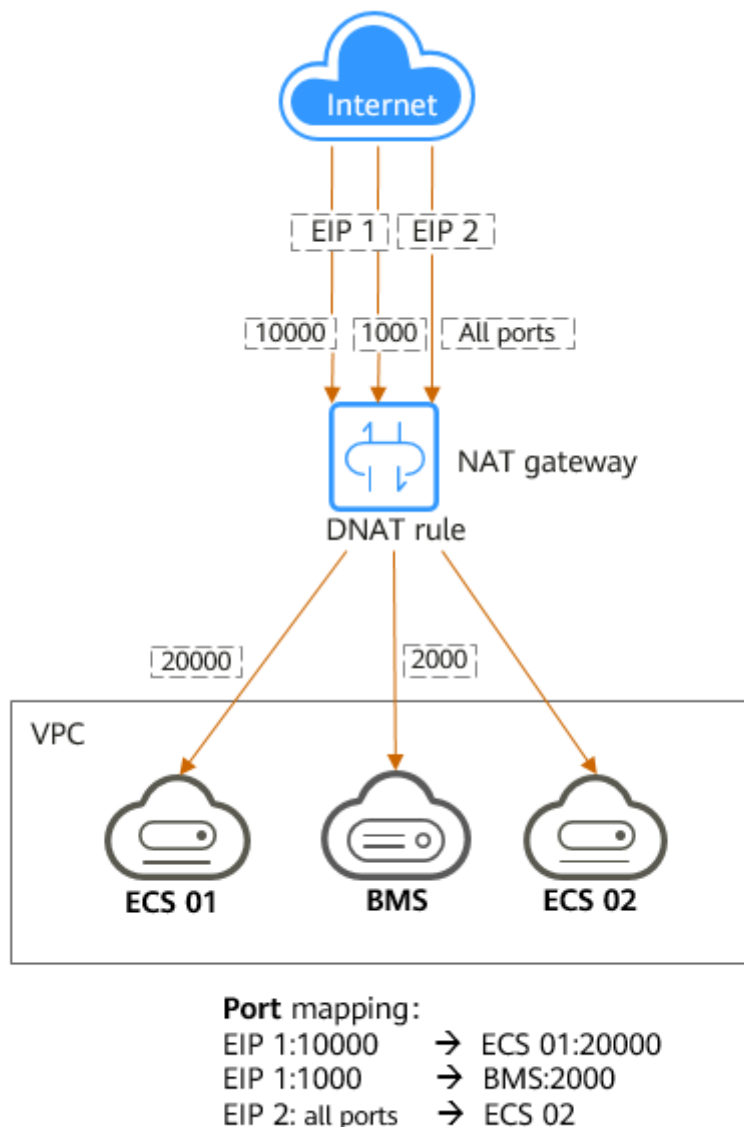 Internet
EIP 1 EIP 2
10000 1000 All ports
NAT gateway
DNAT rule
20000 2000
VPC
ECS 01 BMS ECS 02
Port mapping:
EIP 1:10000 → ECS 01:20000
EIP 1:1000 → BMS:2000
EIP 2: all ports → ECS 02